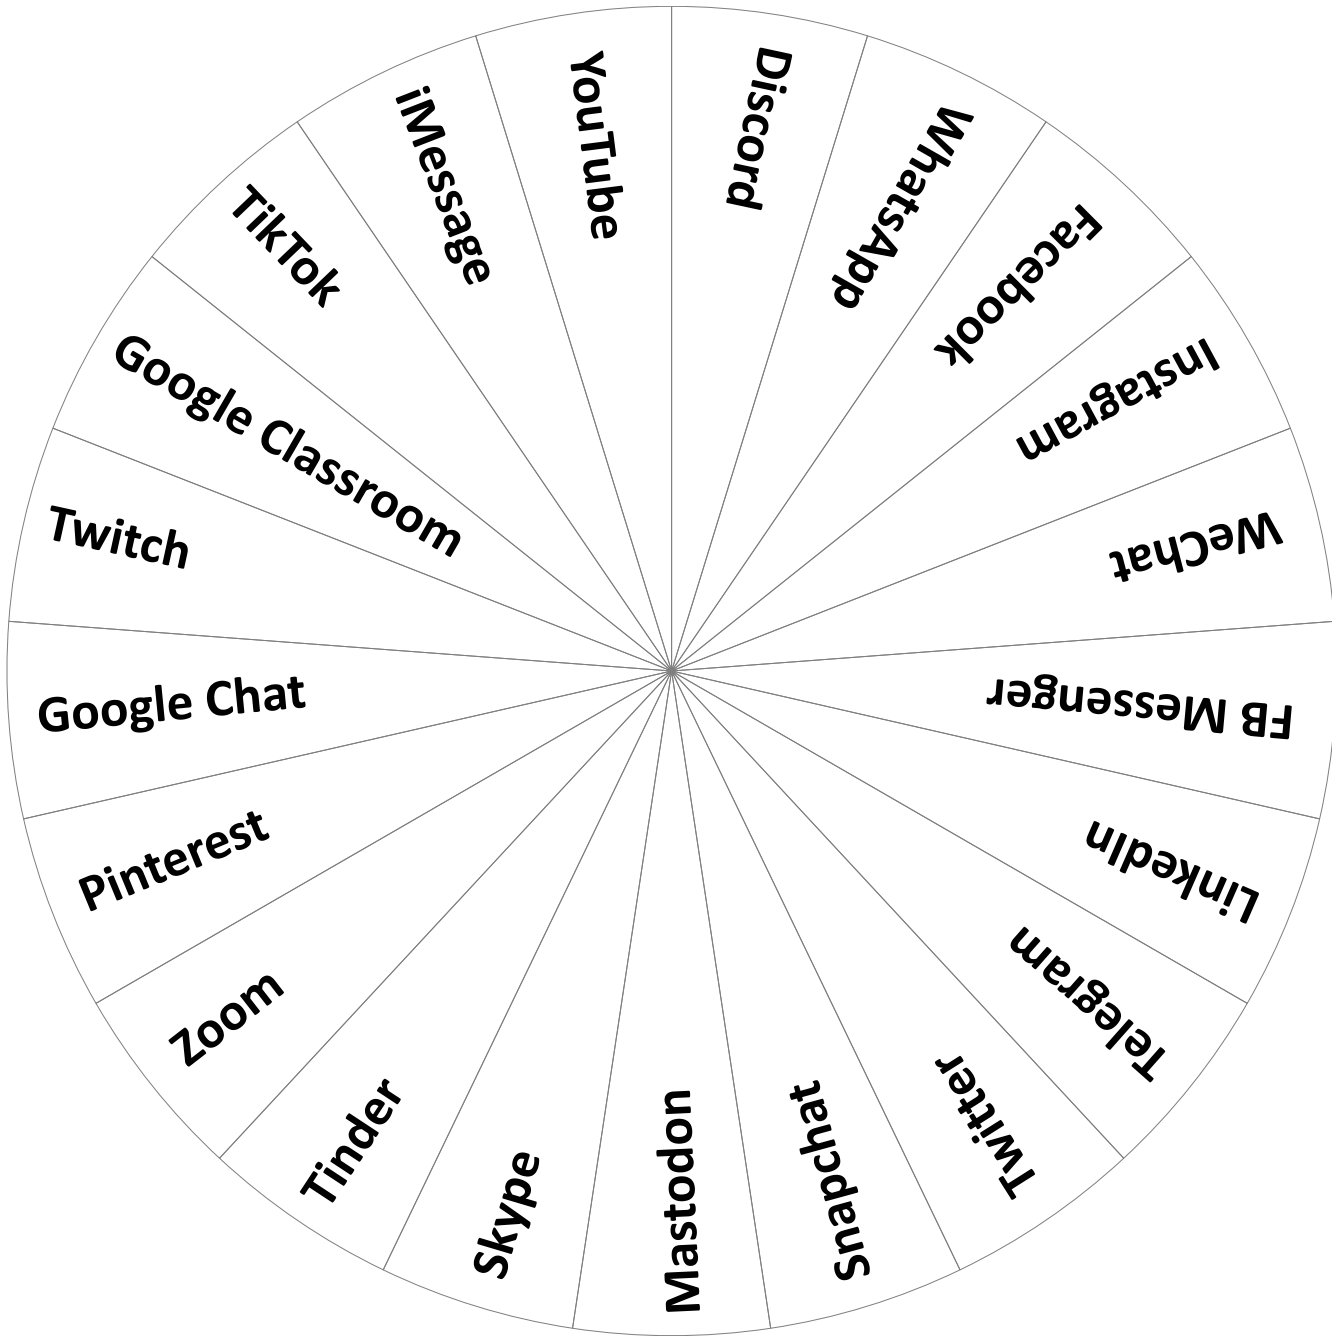 Discord
WhatsApp
Facebook
Instagram
WeChat
FB Messenger
LinkedIn
Telegram
Twitter
Snapchat
Mastodon
Skype
Tinder
Zoom
Pinterest
Google Chat
Twitch
Google Classroom
TikTok
iMessage
YouTube